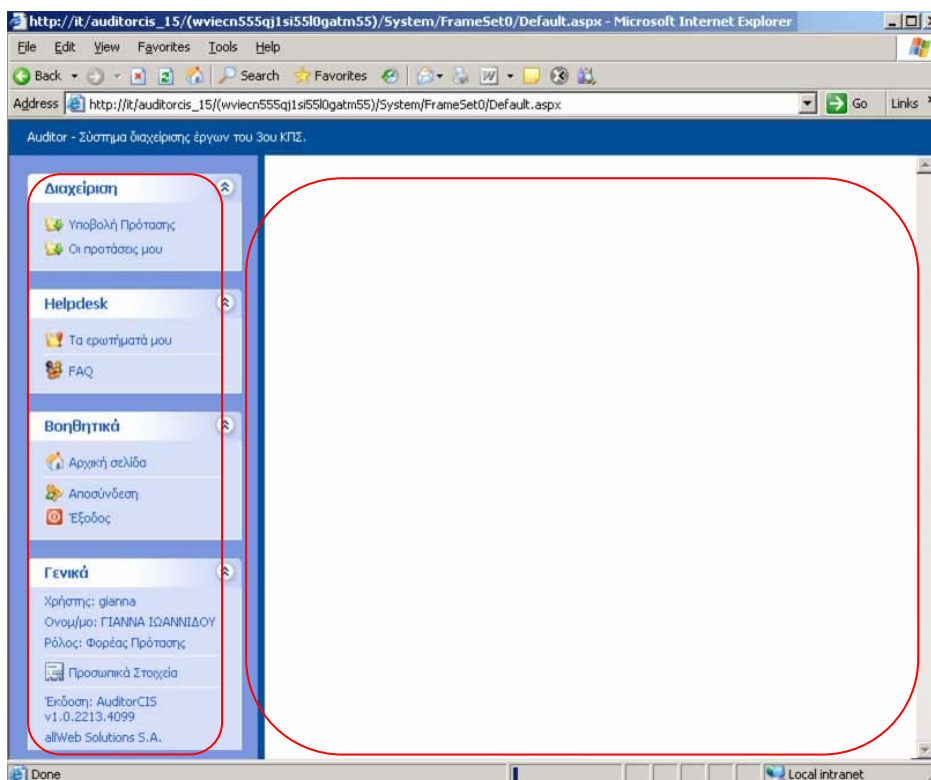 http://it/auditorcis_15/(wviecn555qj1si55l0gatm55)/System/FrameSet0/Default.aspx - Microsoft Internet Explorer
File Edit View Favorites Tools Help
Back Search Favorites
Address http://it/auditorcis_15/(wviecn555qj1si55l0gatm55)/System/FrameSet0/Default.aspx Go Links
Auditor - Σύστημα διαχείρισης έργων του 3ου ΚΠΣ.
Διαχείριση
Υποβολή Πρότασης
Οι προτάσεις μου
Helpdesk
Τα ερωτήματά μου
FAQ
Βοηθητικά
Αρχική σελίδα
Αποσύνδεση
Έξοδος
Γενικά
Χρήστης: gianna
Ονομ/μο: ΓΙΑΝΝΑ ΙΩΑΝΝΙΔΟΥ
Ρόλος: Φορέας Πρότασης
Προσωπικά Στοιχεία
Έκδοση: AuditorCIS
v1.0.2213.4099
allWeb Solutions S.A.
Done Local intranet